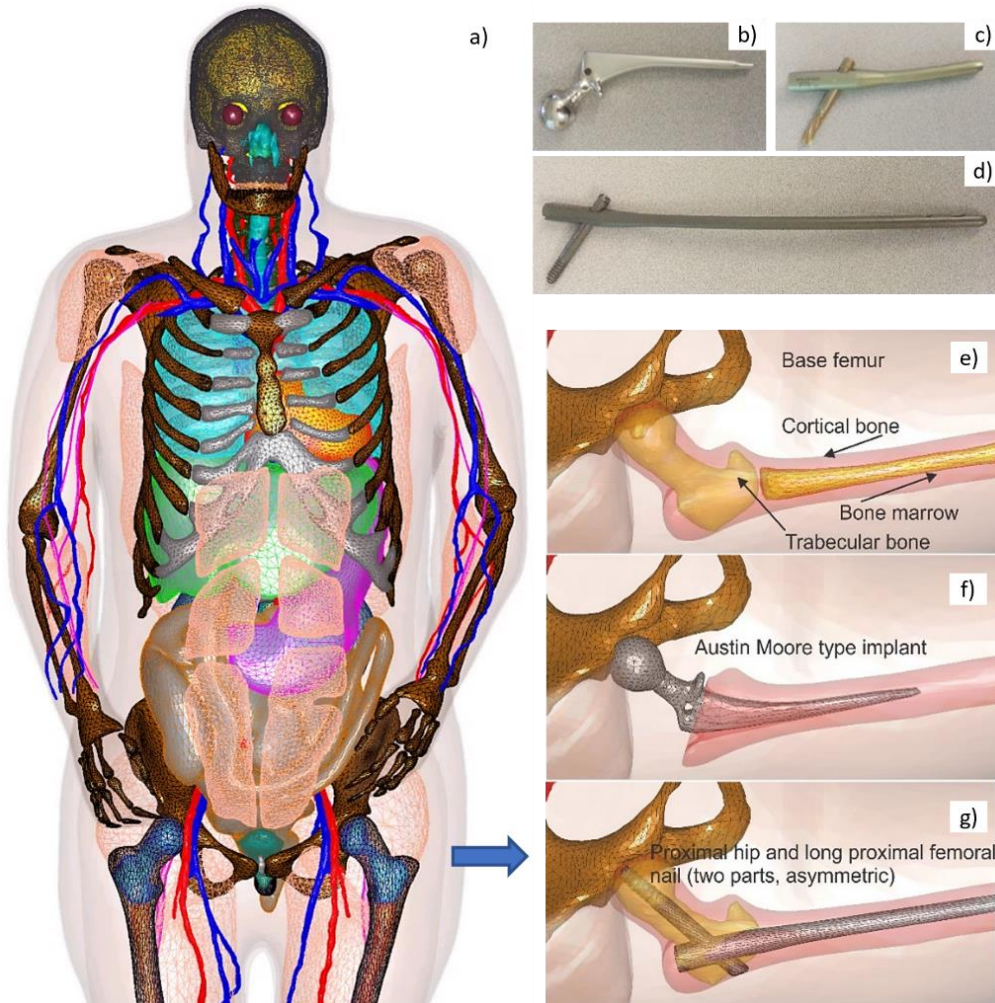 a)
b)
c)
d)
e)
Base femur
Cortical bone
Bone marrow
Trabecular bone
f)
Austin Moore type implant
g)
Proximal hip and long proximal femoral
nail (two parts, asymmetric)